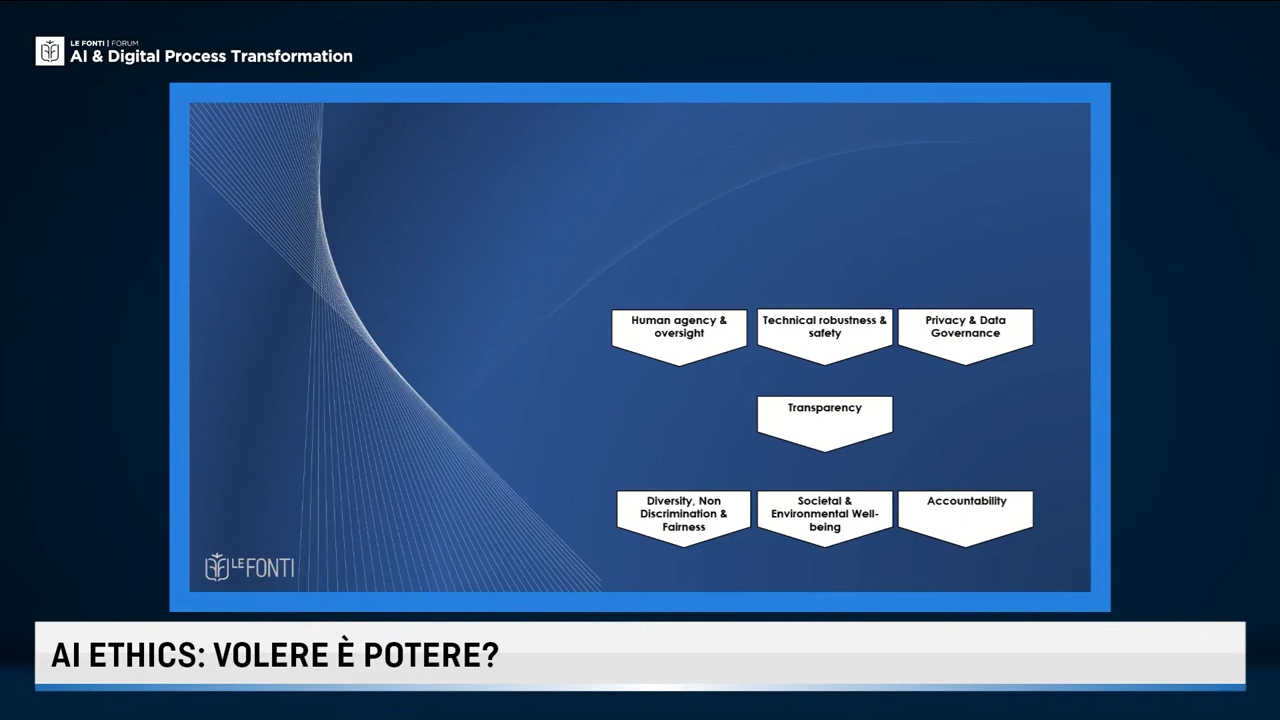 LE FONTI | FORUM
AI & Digital Process Transformation
Human agency &
oversight
Technical robustness &
safety
Privacy & Data
Governance
Transparency
Diversity, Non
Discrimination &
Fairness
Societal &
Environmental Well-
being
Accountability
LE FONTI
AI ETHICS: VOLERE È POTERE?